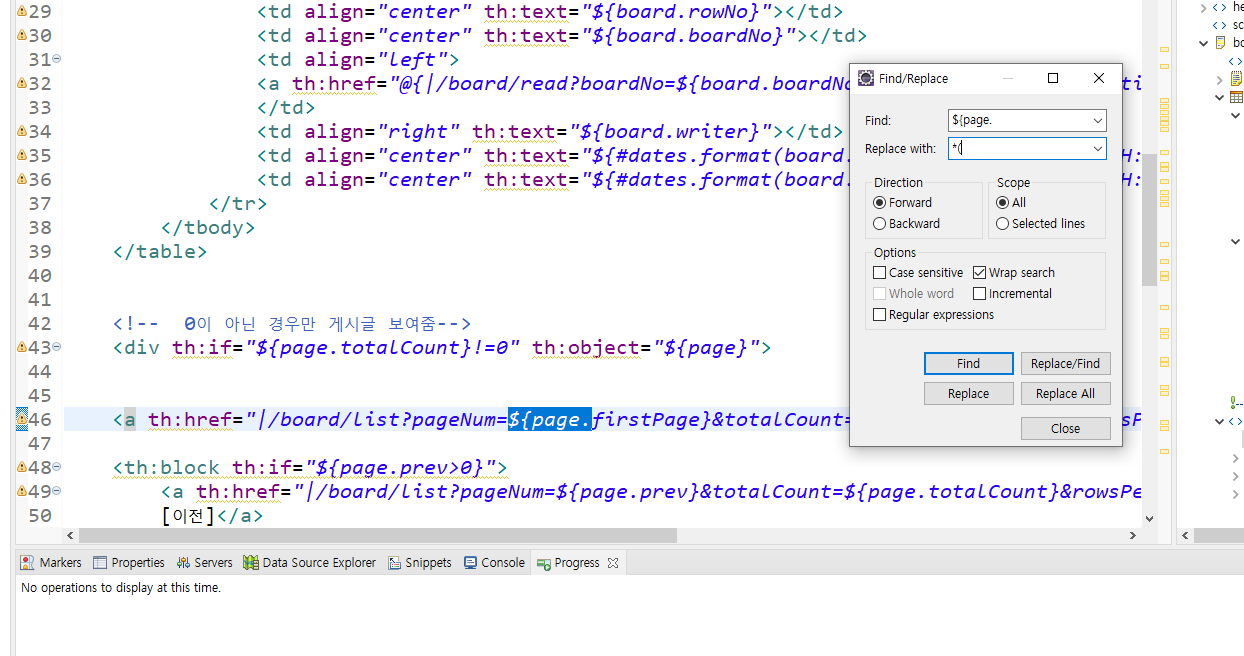 29 <td align="center" th:text="${board.rowNo}"></td>
30 <td align="center" th:text="${board.boardNo}"></td>
31 <td align="left">
32 <a th:href="@{|/board/read?boardNo=${board.boardNo
33 </td>
34 <td align="right" th:text="${board.writer}"></td>
35 <td align="center" th:text="${#dates.format(board. H:
36 <td align="center" th:text="${#dates.format(board. H:
37 </tr>
38 </tbody>
39 </table>
40
41
42 <!-- 0이 아닌 경우만 게시글 보여줌-->
43 <div th:if="${page.totalCount}!=0" th:object="${page}">
44
45
46 <a th:href="|/board/list?pageNum=${page.firstPage}&totalCount= sP
47
48 <th:block th:if="${page.prev>0}">
49 <a th:href="|/board/list?pageNum=${page.prev}&totalCount=${page.totalCount}&rowsPe
50 [이전]</a>
Find/Replace
Find: ${page.
Replace with: *{
Direction Scope
Forward All
Backward Selected lines
Options
Case sensitive Wrap search
Whole word Incremental
Regular expressions
Find Replace/Find
Replace Replace All
Close
he
sc
bo
Markers Properties Servers Data Source Explorer Snippets Console Progress
No operations to display at this time.